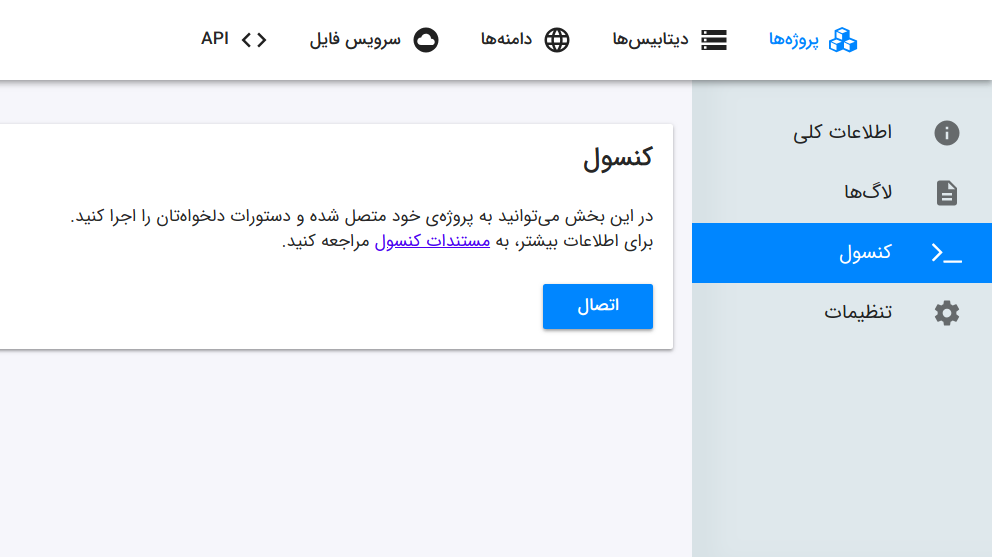 پروژه‌ها
دیتابیس‌ها
دامنه‌ها
سرویس فایل
API
اطلاعات کلی
لاگ‌ها
کنسول
تنظیمات
کنسول
در این بخش می‌توانید به پروژه‌ی خود متصل شده و دستورات دلخواه‌تان را اجرا کنید.
برای اطلاعات بیشتر، به مستندات کنسول مراجعه کنید.
اتصال